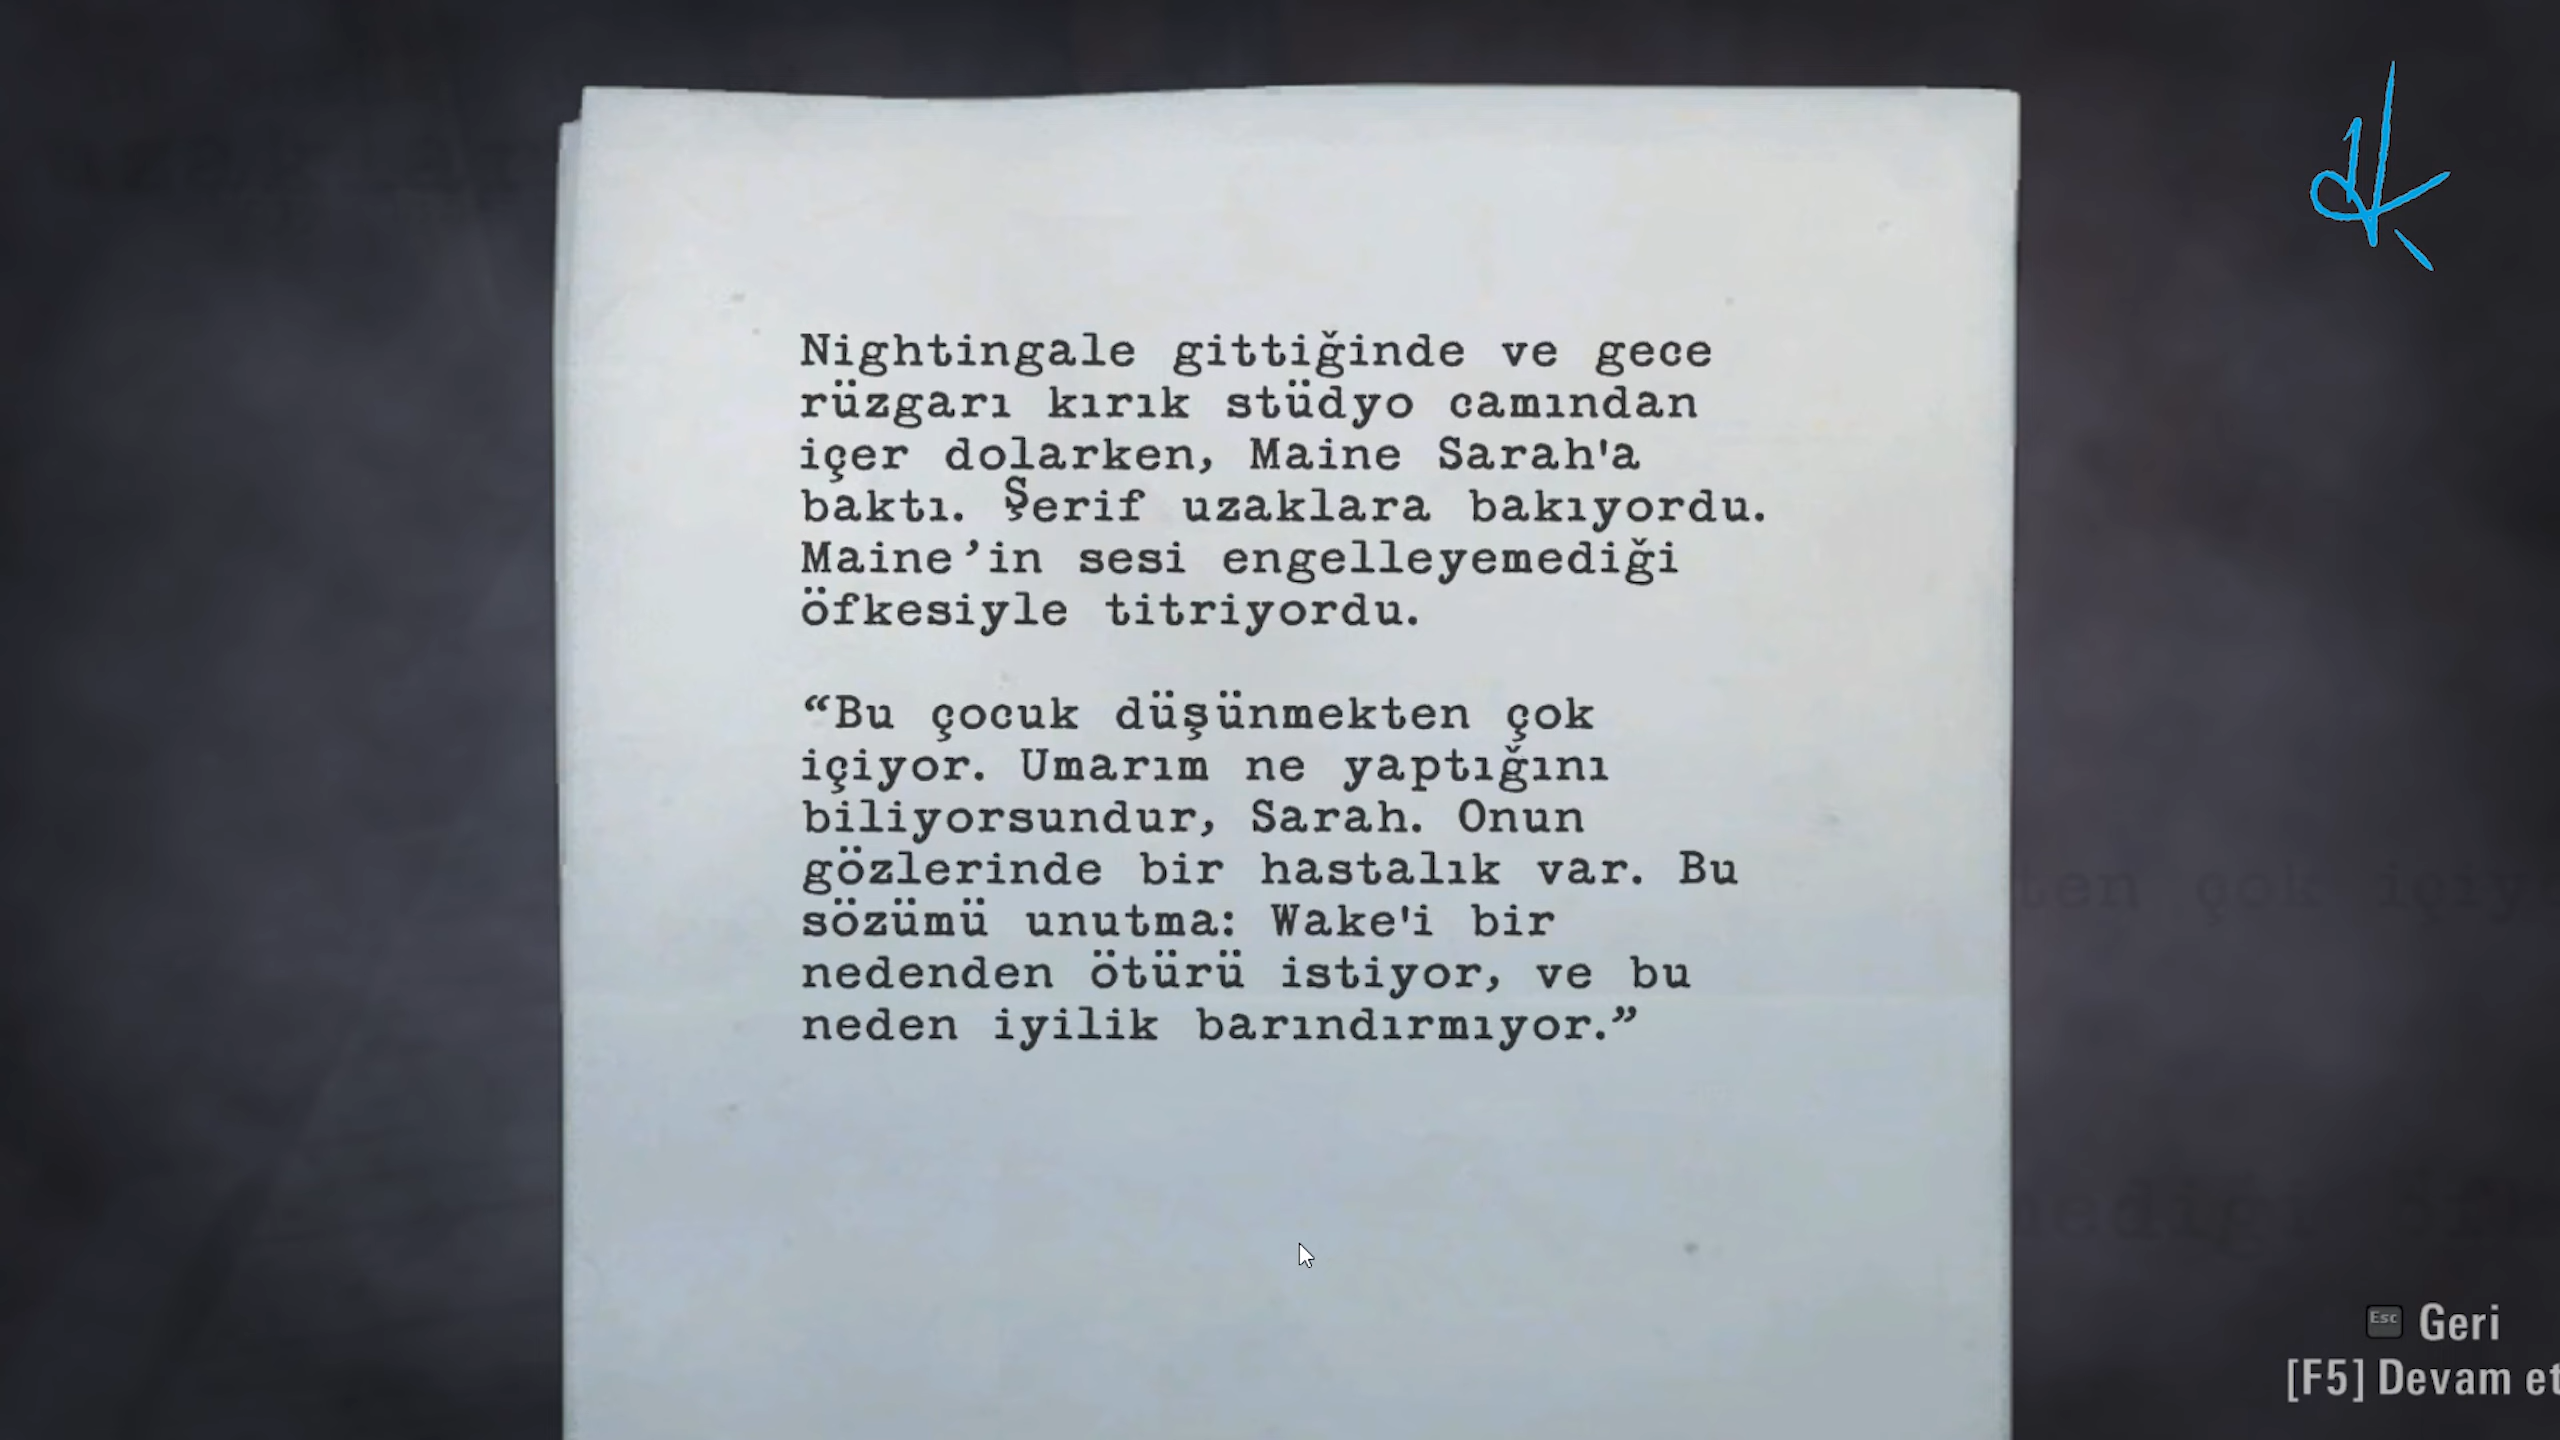 Nightingale gittiğinde ve gece
rüzgarı kırık stüdyo camından
içer dolarken, Maine Sarah'a
baktı. Şerif uzaklara bakıyordu.
Maine’in sesi engelleyemediği
öfkesiyle titriyordu.
“Bu çocuk düşünmekten çok
içiyor. Umarım ne yaptığını
biliyorsundur, Sarah. Onun
gözlerinde bir hastalık var. Bu
sözümü unutma: Wake'i bir
nedenden ötürü istiyor, ve bu
neden iyilik barındırmıyor.”
Esc Geri
[F5] Devam et